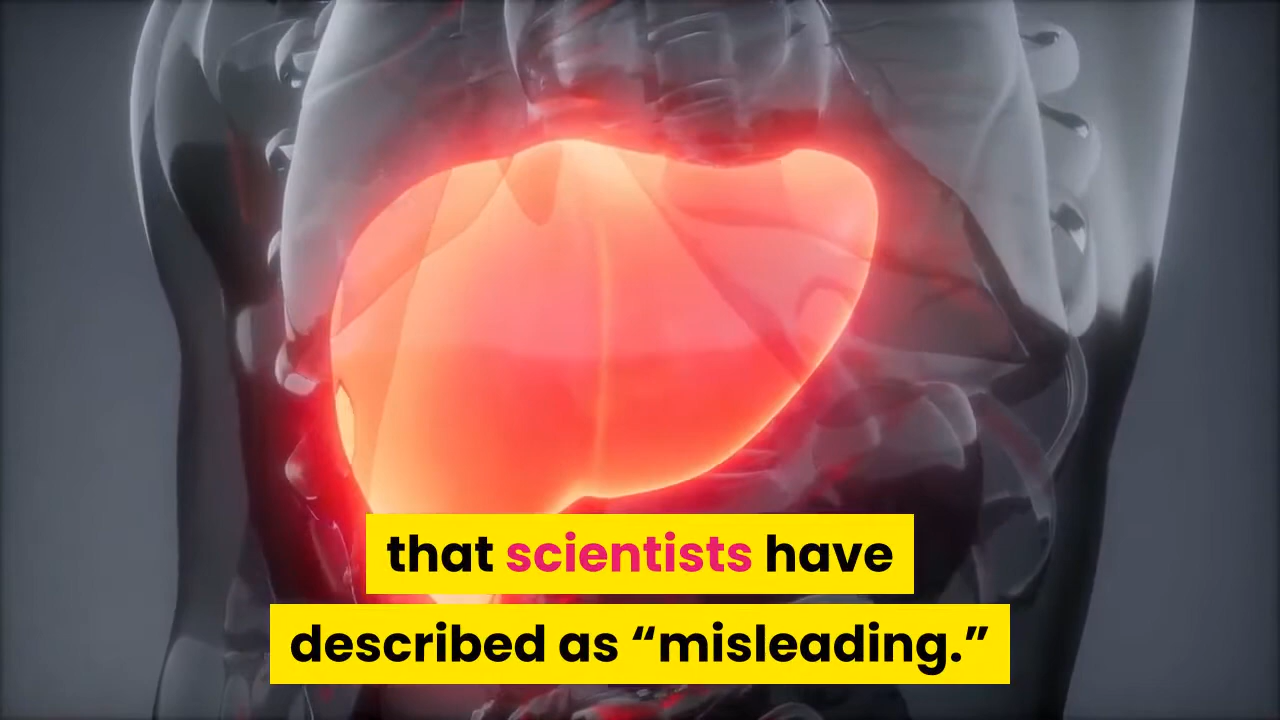 that scientists have
described as “misleading.”